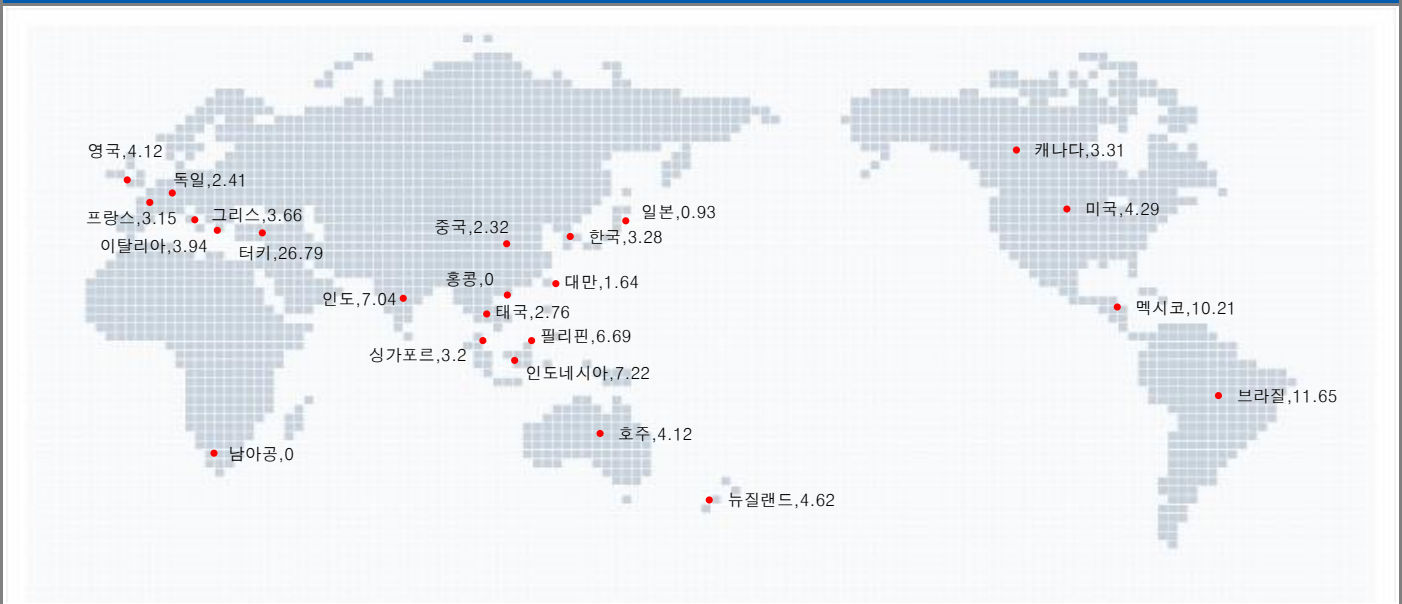 영국,4.12
독일,2.41
프랑스,3.15
그리스,3.66
이탈리아,3.94
터키,26.79
중국,2.32
일본,0.93
한국,3.28
홍콩,0
대만,1.64
인도,7.04
태국,2.76
필리핀,6.69
싱가포르,3.2
인도네시아,7.22
남아공,0
호주,4.12
뉴질랜드,4.62
캐나다,3.31
미국,4.29
멕시코,10.21
브라질,11.65